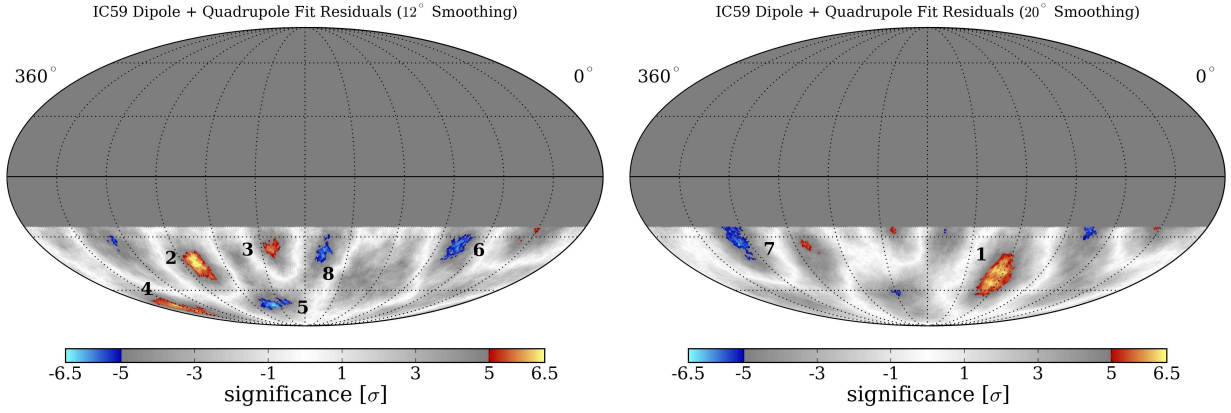 IC59 Dipole + Quadrupole Fit Residuals (12° Smoothing)
360°
0°
2
3
8
6
4
5
-6.5 -5 -3 -1 1 3 5 6.5
significance [σ]
IC59 Dipole + Quadrupole Fit Residuals (20° Smoothing)
360°
0°
7
1
-6.5 -5 -3 -1 1 3 5 6.5
significance [σ]